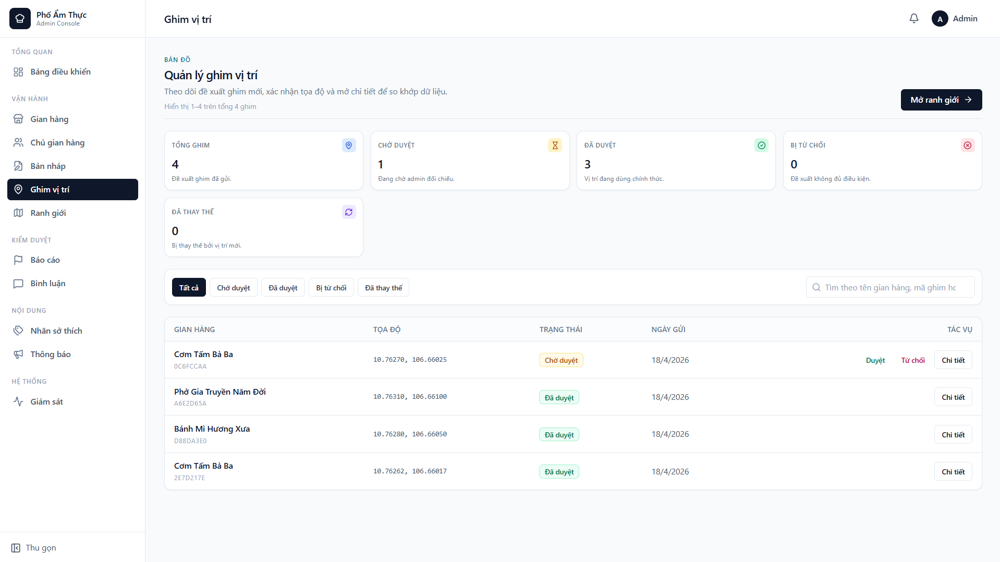 Phố Ẩm Thực
Admin Console
TỔNG QUAN
Bảng điều khiển
VẬN HÀNH
Gian hàng
Chủ gian hàng
Bản nháp
Ghim vị trí
Ranh giới
KIỂM DUYỆT
Báo cáo
Bình luận
NỘI DUNG
Nhãn sở thích
Thông báo
HỆ THỐNG
Giám sát
Thu gọn
Ghim vị trí
A Admin
BẢN ĐỒ
Quản lý ghim vị trí
Theo dõi đề xuất ghim mới, xác nhận tọa độ và mở chi tiết để so khớp dữ liệu.
Hiển thị 1–4 trên tổng 4 ghim
Mở ranh giới
TỔNG GHIM
4
Đề xuất ghim đã gửi.
CHỜ DUYỆT
1
Đang chờ admin đối chiếu.
ĐÃ DUYỆT
3
Vị trí đang dùng chính thức.
BỊ TỪ CHỐI
0
Đề xuất không đủ điều kiện.
ĐÃ THAY THẾ
0
Bị thay thế bởi vị trí mới.
Tất cả Chờ duyệt Đã duyệt Bị từ chối Đã thay thế
Tìm theo tên gian hàng, mã ghim hc
GIAN HÀNG TỌA ĐỘ TRẠNG THÁI NGÀY GỬI TÁC VỤ
Cơm Tấm Bà Ba
0C6FCCAA
10.76270, 106.66025 Chờ duyệt 18/4/2026 Duyệt Từ chối Chi tiết
Phở Gia Truyền Năm Đời
A6E2D65A
10.76310, 106.66100 Đã duyệt 18/4/2026 Chi tiết
Bánh Mì Hương Xưa
D88DA3E0
10.76280, 106.66050 Đã duyệt 18/4/2026 Chi tiết
Cơm Tấm Bà Ba
2E7D217E
10.76262, 106.66017 Đã duyệt 18/4/2026 Chi tiết